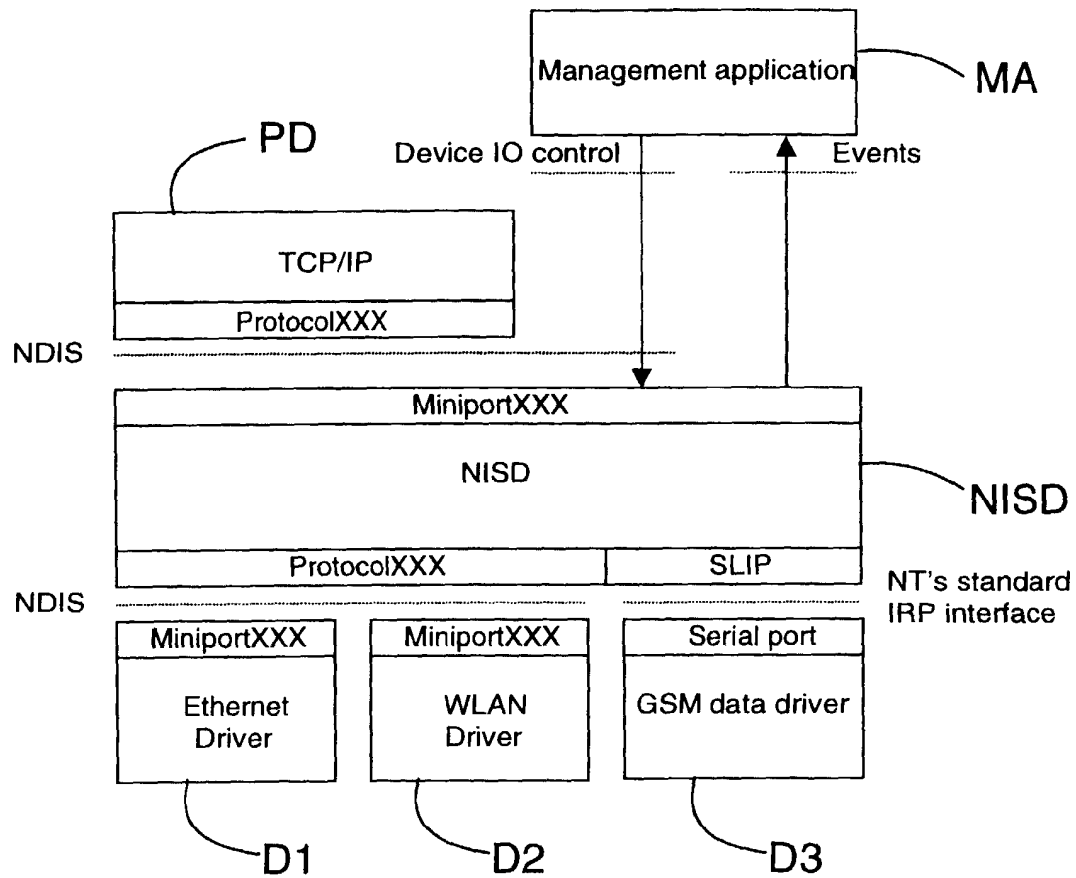 Management application
MA
PD
Device IO control
Events
TCP/IP
ProtocolXXX
NDIS
MiniportXXX
NISD
NISD
ProtocolXXX
SLIP
NDIS
NT's standard
IRP interface
MiniportXXX
MiniportXXX
Serial port
Ethernet
Driver
WLAN
Driver
GSM data driver
D1
D2
D3